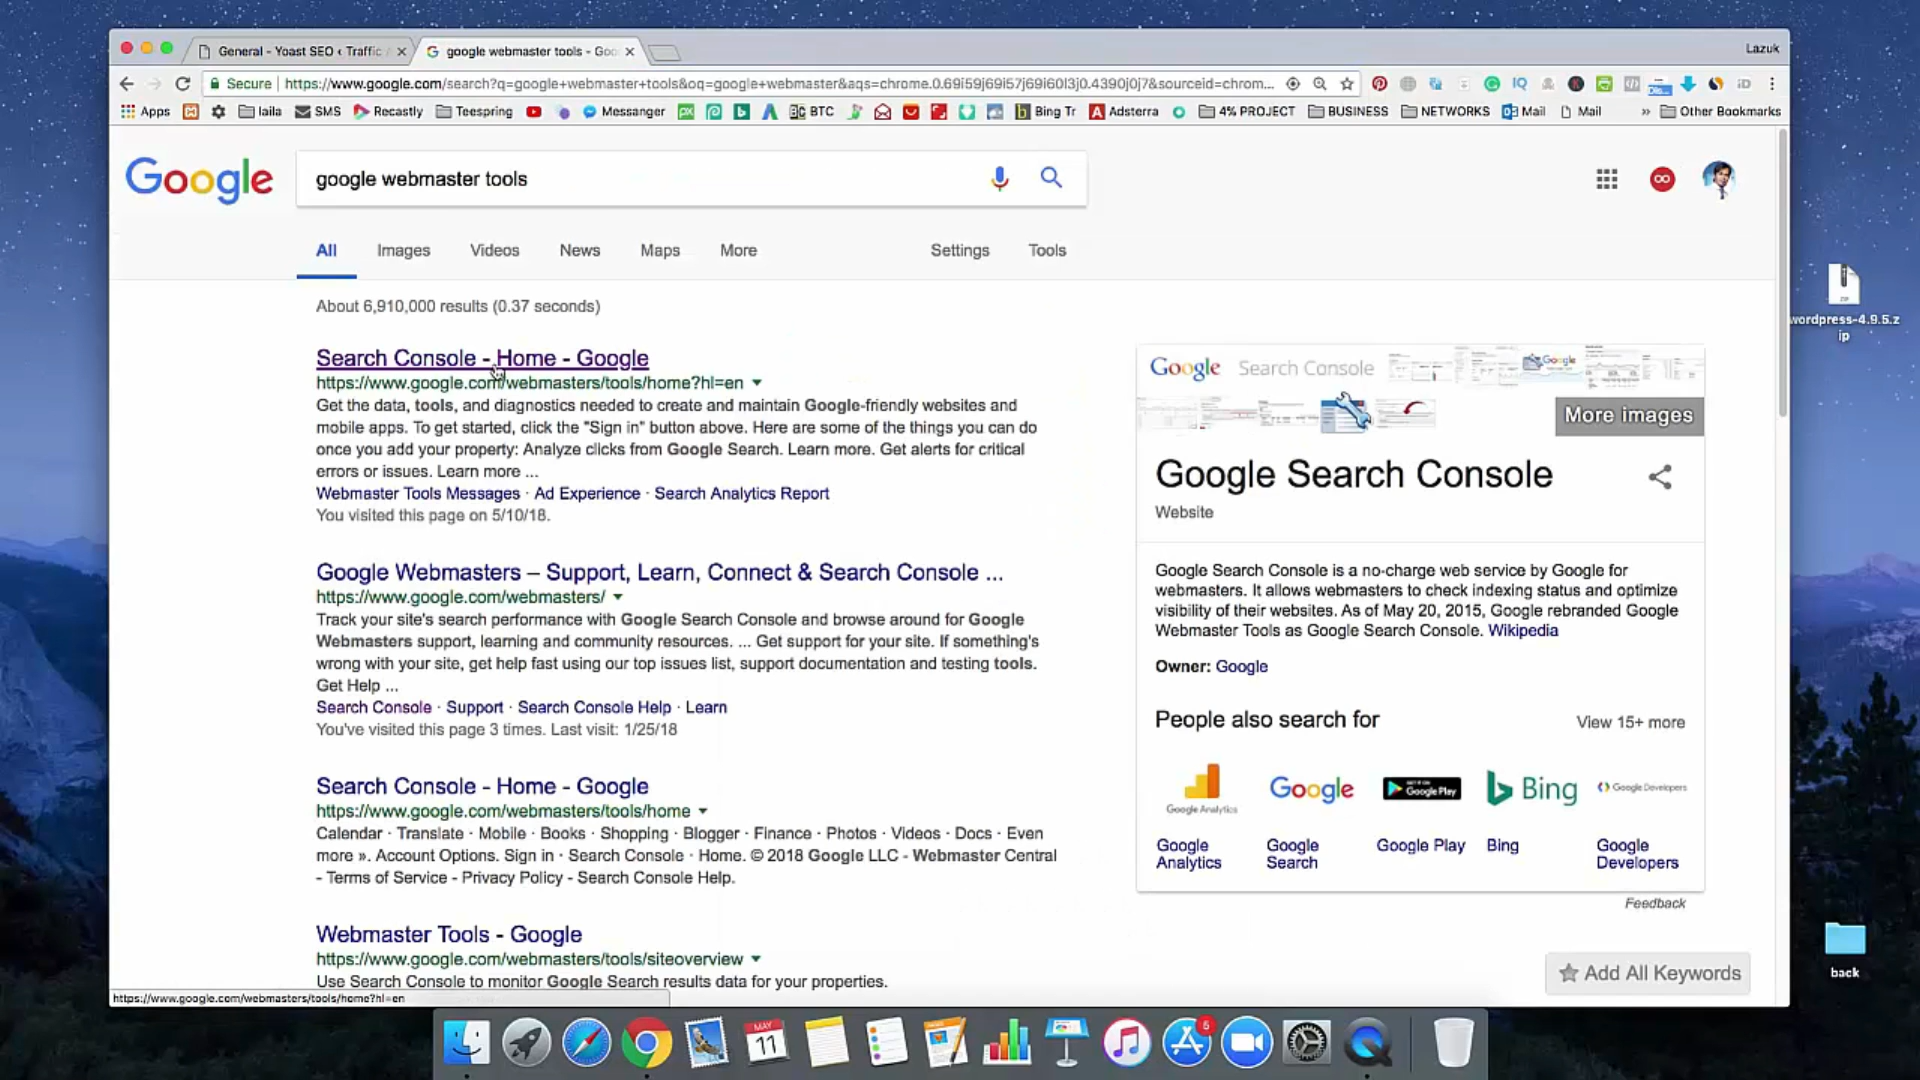 General - Yoast SEO ‹ Traffic
google webmaster tools - Goo
Lazuk
Secure
https://www.google.com/search?q=google+webmaster+tools&oq=google+webmaster&aqs=chrome.0.69i59j69i57j69i60l3j0.4390j0j7&sourceid=chrom...
Apps
laila
SMS
Recastly
Teespring
Messanger
BTC
Bing Tr
Adsterra
4% PROJECT
BUSINESS
NETWORKS
Mail
Mail
»
Other Bookmarks
Google
google webmaster tools
All
Images
Videos
News
Maps
More
Settings
Tools
About 6,910,000 results (0.37 seconds)
Search Console - Home - Google
https://www.google.com/webmasters/tools/home?hl=en
Get the data, tools, and diagnostics needed to create and maintain Google-friendly websites and
mobile apps. To get started, click the "Sign in" button above. Here are some of the things you can do
once you add your property: Analyze clicks from Google Search. Learn more. Get alerts for critical
errors or issues. Learn more ...
Webmaster Tools Messages · Ad Experience · Search Analytics Report
You visited this page on 5/10/18.
Google Webmasters – Support, Learn, Connect & Search Console ...
https://www.google.com/webmasters/
Track your site's search performance with Google Search Console and browse around for Google
Webmasters support, learning and community resources. ... Get support for your site. If something's
wrong with your site, get help fast using our top issues list, support documentation and testing tools.
Get Help ...
Search Console · Support · Search Console Help · Learn
You've visited this page 3 times. Last visit: 1/25/18
Search Console - Home - Google
https://www.google.com/webmasters/tools/home
Calendar · Translate · Mobile · Books · Shopping · Blogger · Finance · Photos · Videos · Docs · Even
more ». Account Options. Sign in · Search Console · Home. © 2018 Google LLC - Webmaster Central
- Terms of Service - Privacy Policy - Search Console Help.
Webmaster Tools - Google
https://www.google.com/webmasters/tools/siteoverview
Use Search Console to monitor Google Search results data for your properties.
https://www.google.com/webmasters/tools/home?hl=en
Google Search Console
More images
Google Search Console
Website
Google Search Console is a no-charge web service by Google for
webmasters. It allows webmasters to check indexing status and optimize
visibility of their websites. As of May 20, 2015, Google rebranded Google
Webmaster Tools as Google Search Console. Wikipedia
Owner: Google
People also search for
View 15+ more
Google Analytics
Google
GET IT ON
Google Play
Bing
Google Developers
Google
Analytics
Google
Search
Google Play
Bing
Google
Developers
Feedback
Add All Keywords
ZIP
wordpress-4.9.5.z
ip
back
MAY
11
5